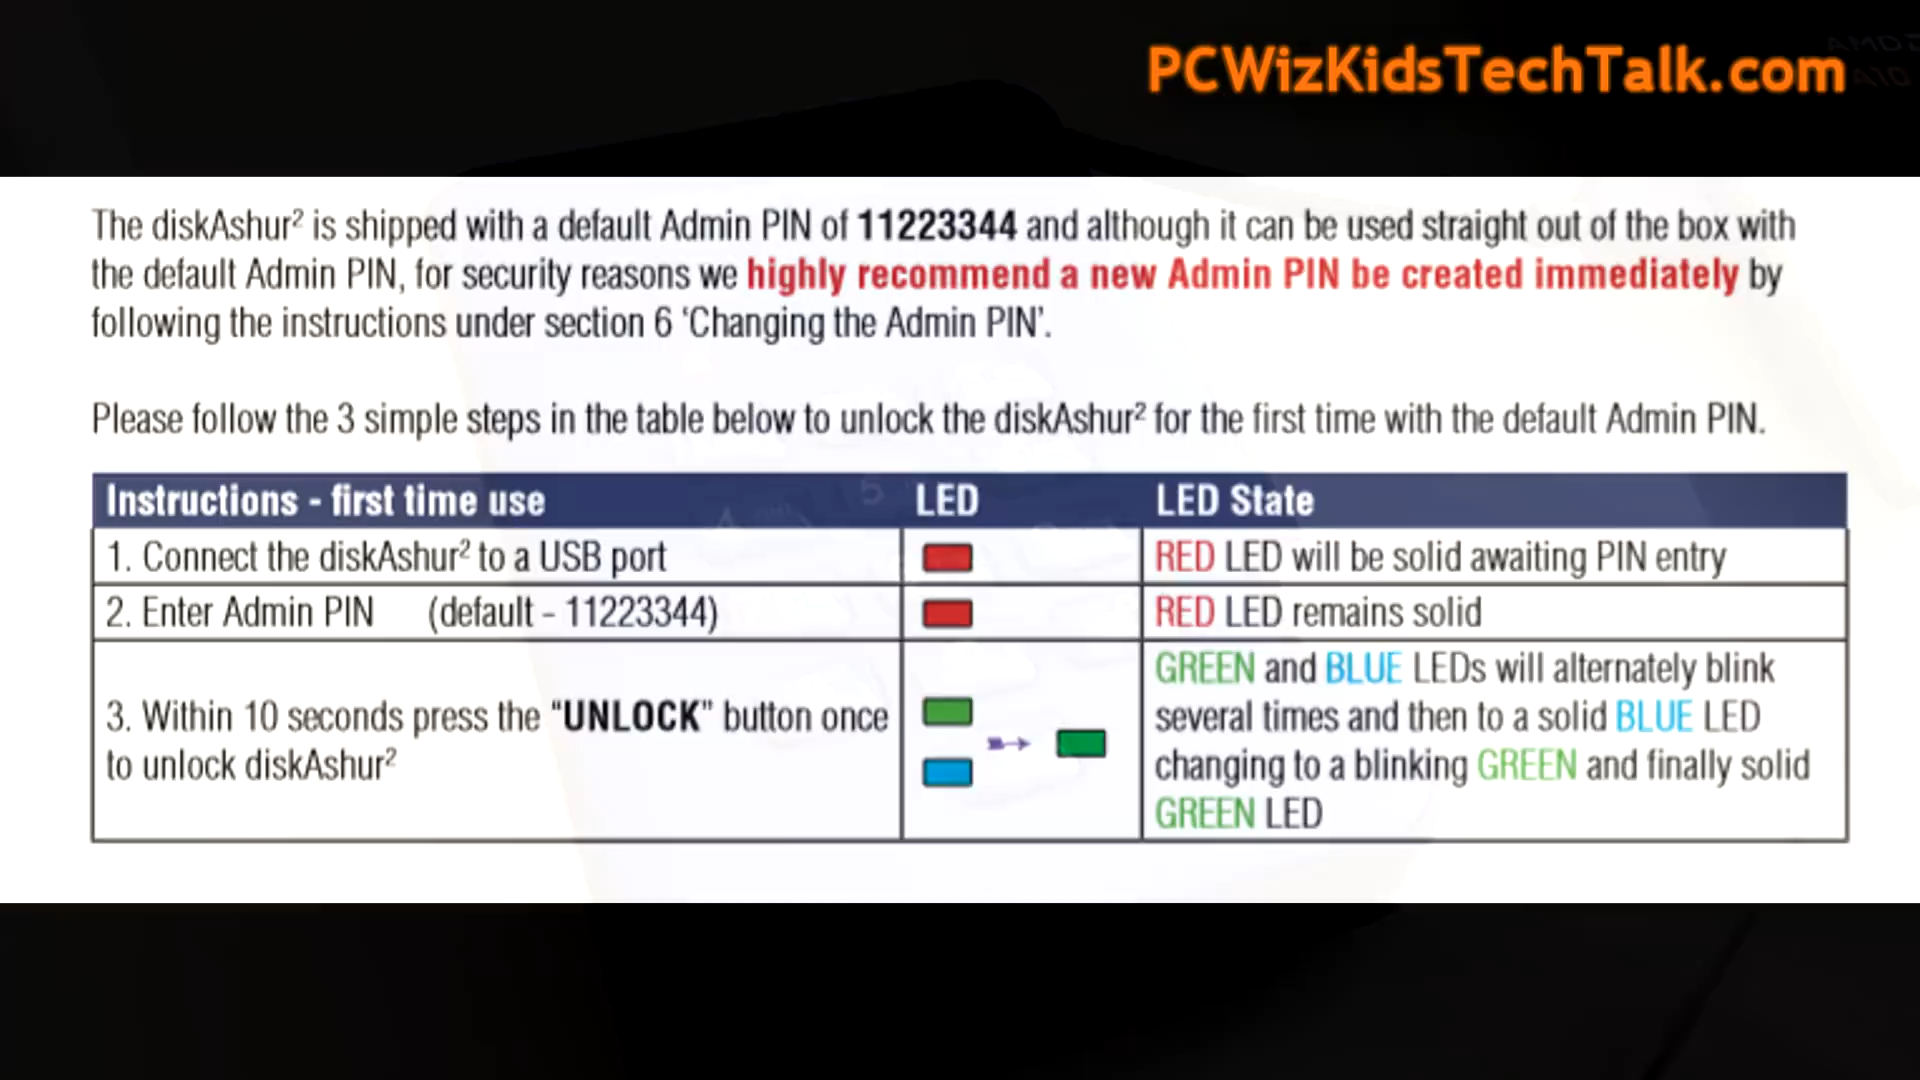 PCWizKidsTechTalk.com
The diskAshur² is shipped with a default Admin PIN of 11223344 and although it can be used straight out of the box with
the default Admin PIN, for security reasons we highly recommend a new Admin PIN be created immediately by
following the instructions under section 6 ‘Changing the Admin PIN’.
Please follow the 3 simple steps in the table below to unlock the diskAshur² for the first time with the default Admin PIN.
Instructions - first time use LED LED State
1. Connect the diskAshur² to a USB port RED LED will be solid awaiting PIN entry
2. Enter Admin PIN (default - 11223344) RED LED remains solid
3. Within 10 seconds press the “UNLOCK” button once
to unlock diskAshur²
GREEN and BLUE LEDs will alternately blink
several times and then to a solid BLUE LED
changing to a blinking GREEN and finally solid
GREEN LED